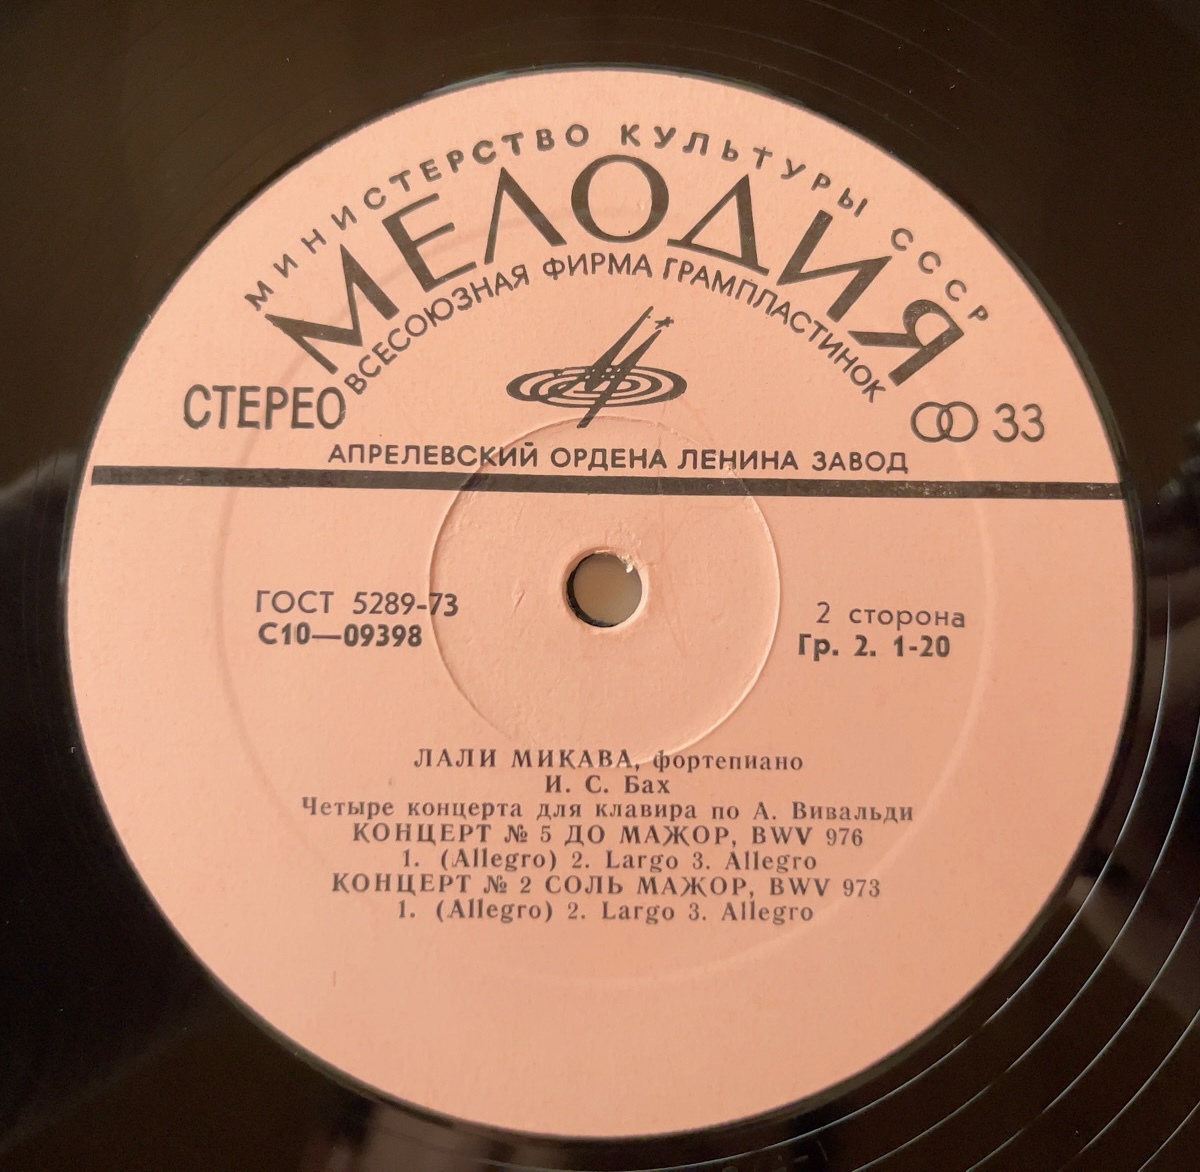 МИНИСТЕРСТВО КУЛЬТУРЫ СССР
МЕЛОДИЯ
ВСЕСОЮЗНАЯ ФИРМА ГРАМПЛАСТИНОК
СТЕРЕО
33
АПРЕЛЕВСКИЙ ОРДЕНА ЛЕНИНА ЗАВОД
ГОСТ 5289-73
С10—09398
2 сторона
Гр. 2. 1-20
ЛАЛИ МИКАВА, фортепиано
И. С. Бах
Четыре концерта для клавира по А. Вивальди
КОНЦЕРТ № 5 ДО МАЖОР, BWV 976
1. (Allegro) 2. Largo 3. Allegro
КОНЦЕРТ № 2 СОЛЬ МАЖОР, BWV 973
1. (Allegro) 2. Largo 3. Allegro